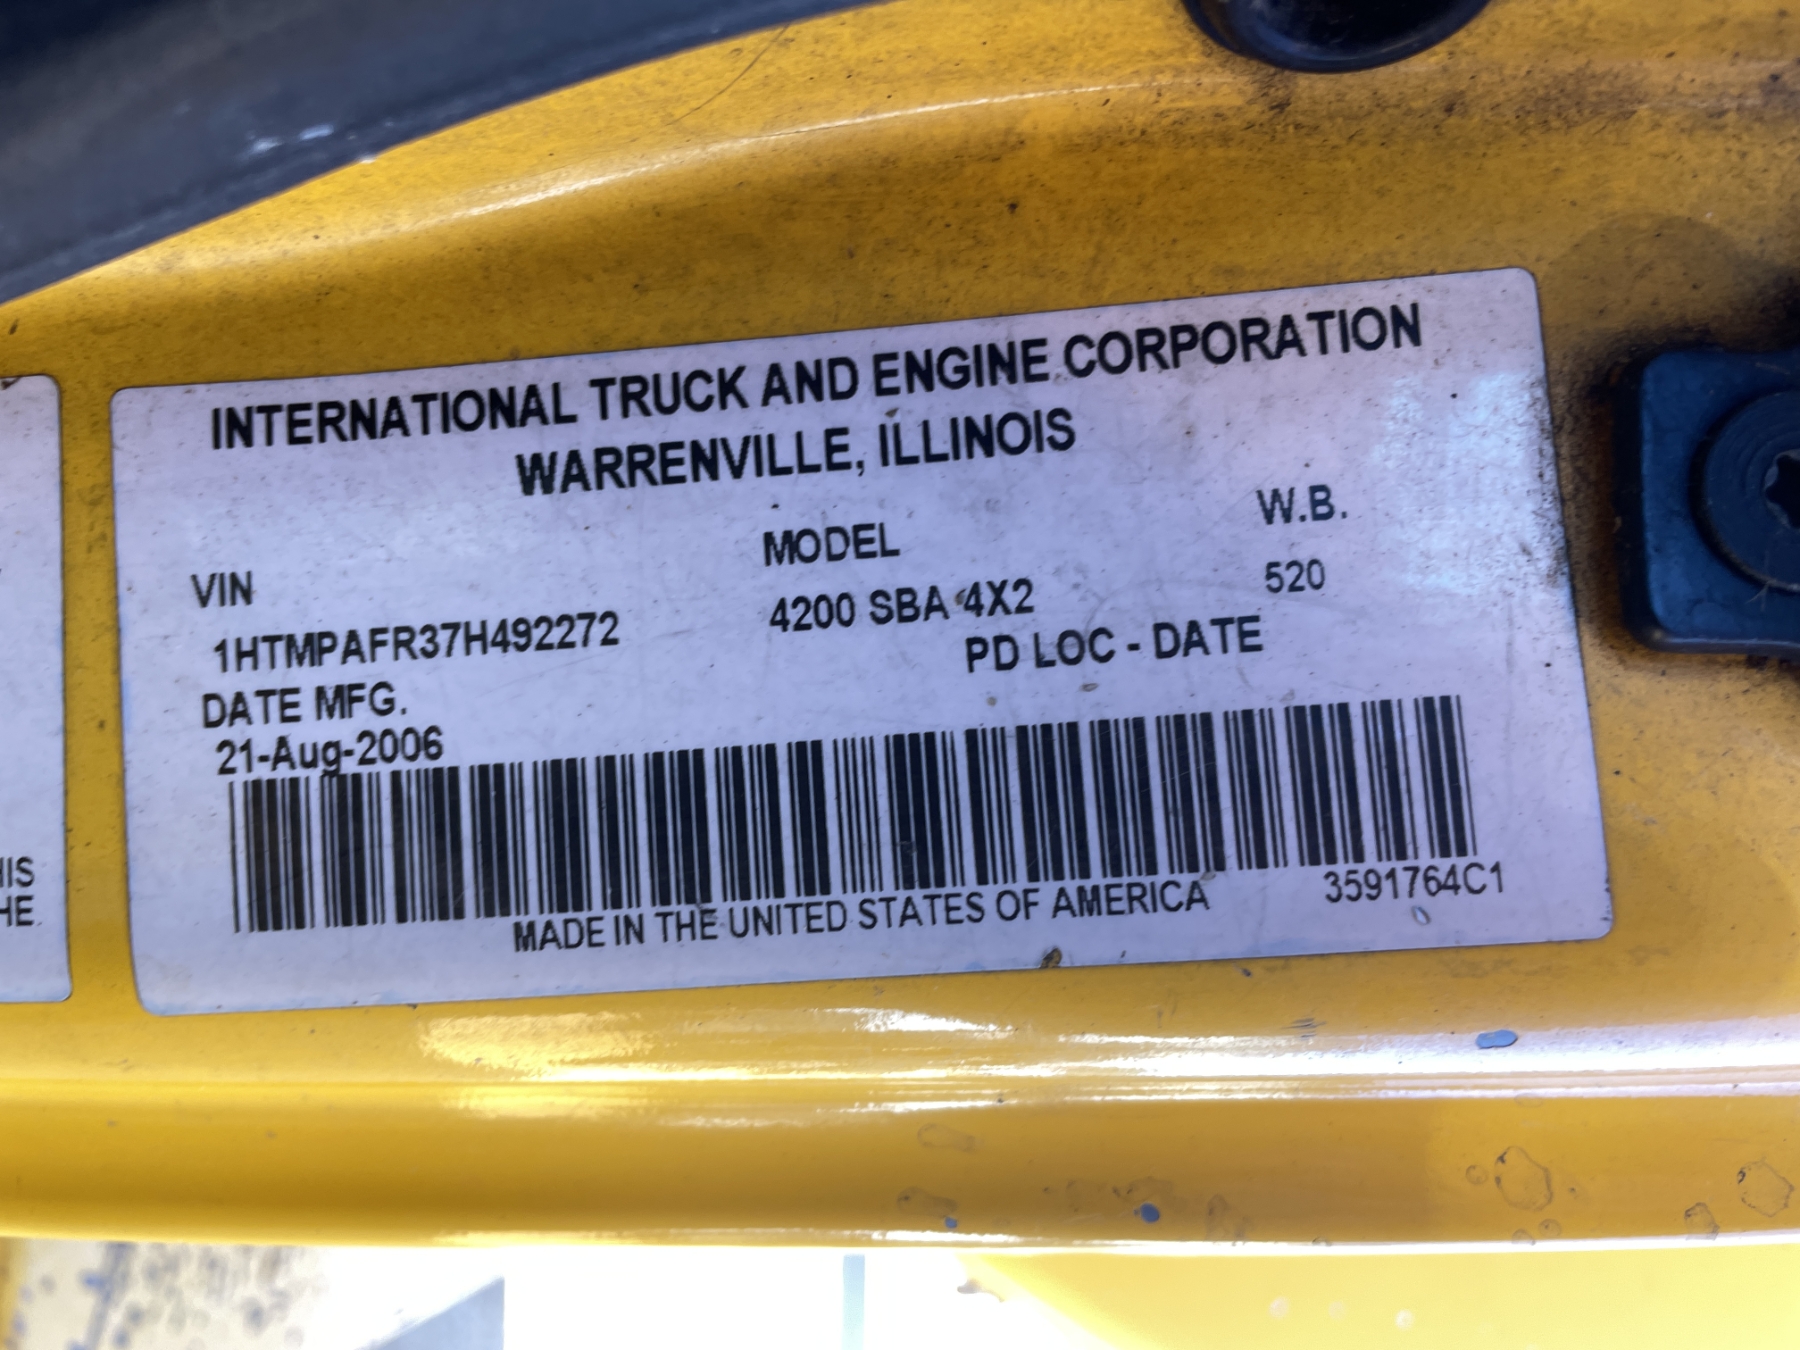 INTERNATIONAL TRUCK AND ENGINE CORPORATION
WARRENVILLE, ILLINOIS
VIN MODEL W.B.
1HTMPAFR37H492272 4200 SBA 4X2 520
DATE MFG. PD LOC - DATE
21-Aug-2006
MADE IN THE UNITED STATES OF AMERICA 3591764C1